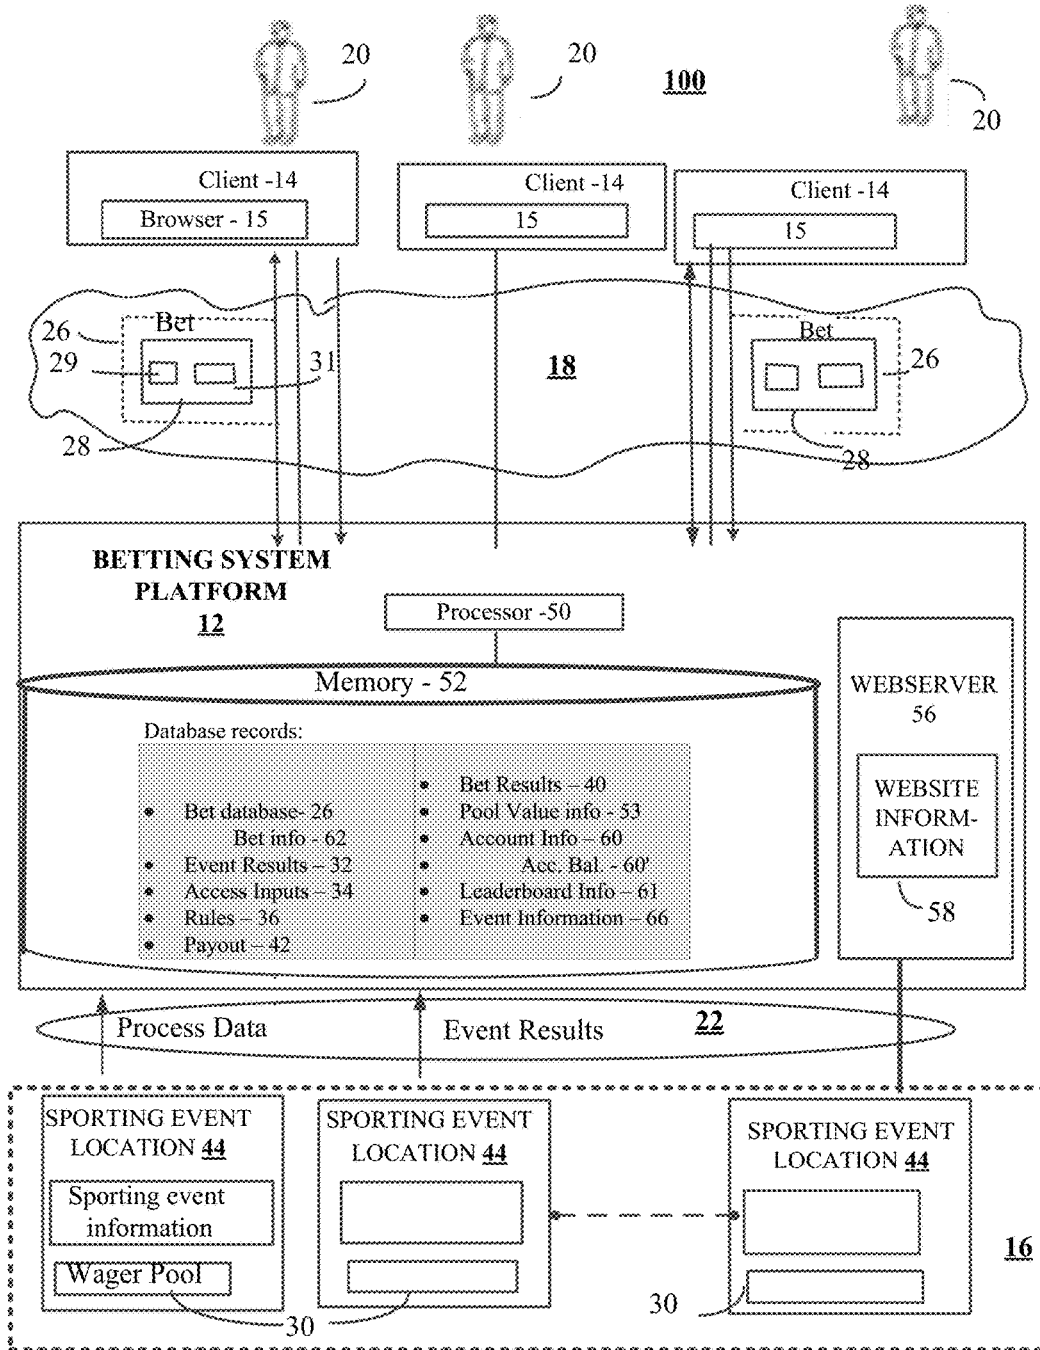 20
20
100
20
Client -14
Browser - 15
Client -14
15
Client -14
15
Bet
26
29
31
28
18
Bet
26
28
BETTING SYSTEM
PLATFORM
12
Processor -50
Memory - 52
Database records:
• Bet database- 26
Bet info - 62
• Event Results – 32
• Access Inputs – 34
• Rules – 36
• Payout – 42
• Bet Results – 40
• Pool Value info - 53
• Account Info – 60
Acc. Bal. - 60'
• Leaderboard Info – 61
• Event Information – 66
WEBSERVER
56
WEBSITE
INFORM-
ATION
58
Process Data
Event Results
22
SPORTING EVENT
LOCATION 44
Sporting event
information
Wager Pool
SPORTING EVENT
LOCATION 44
30
SPORTING EVENT
LOCATION 44
30
16